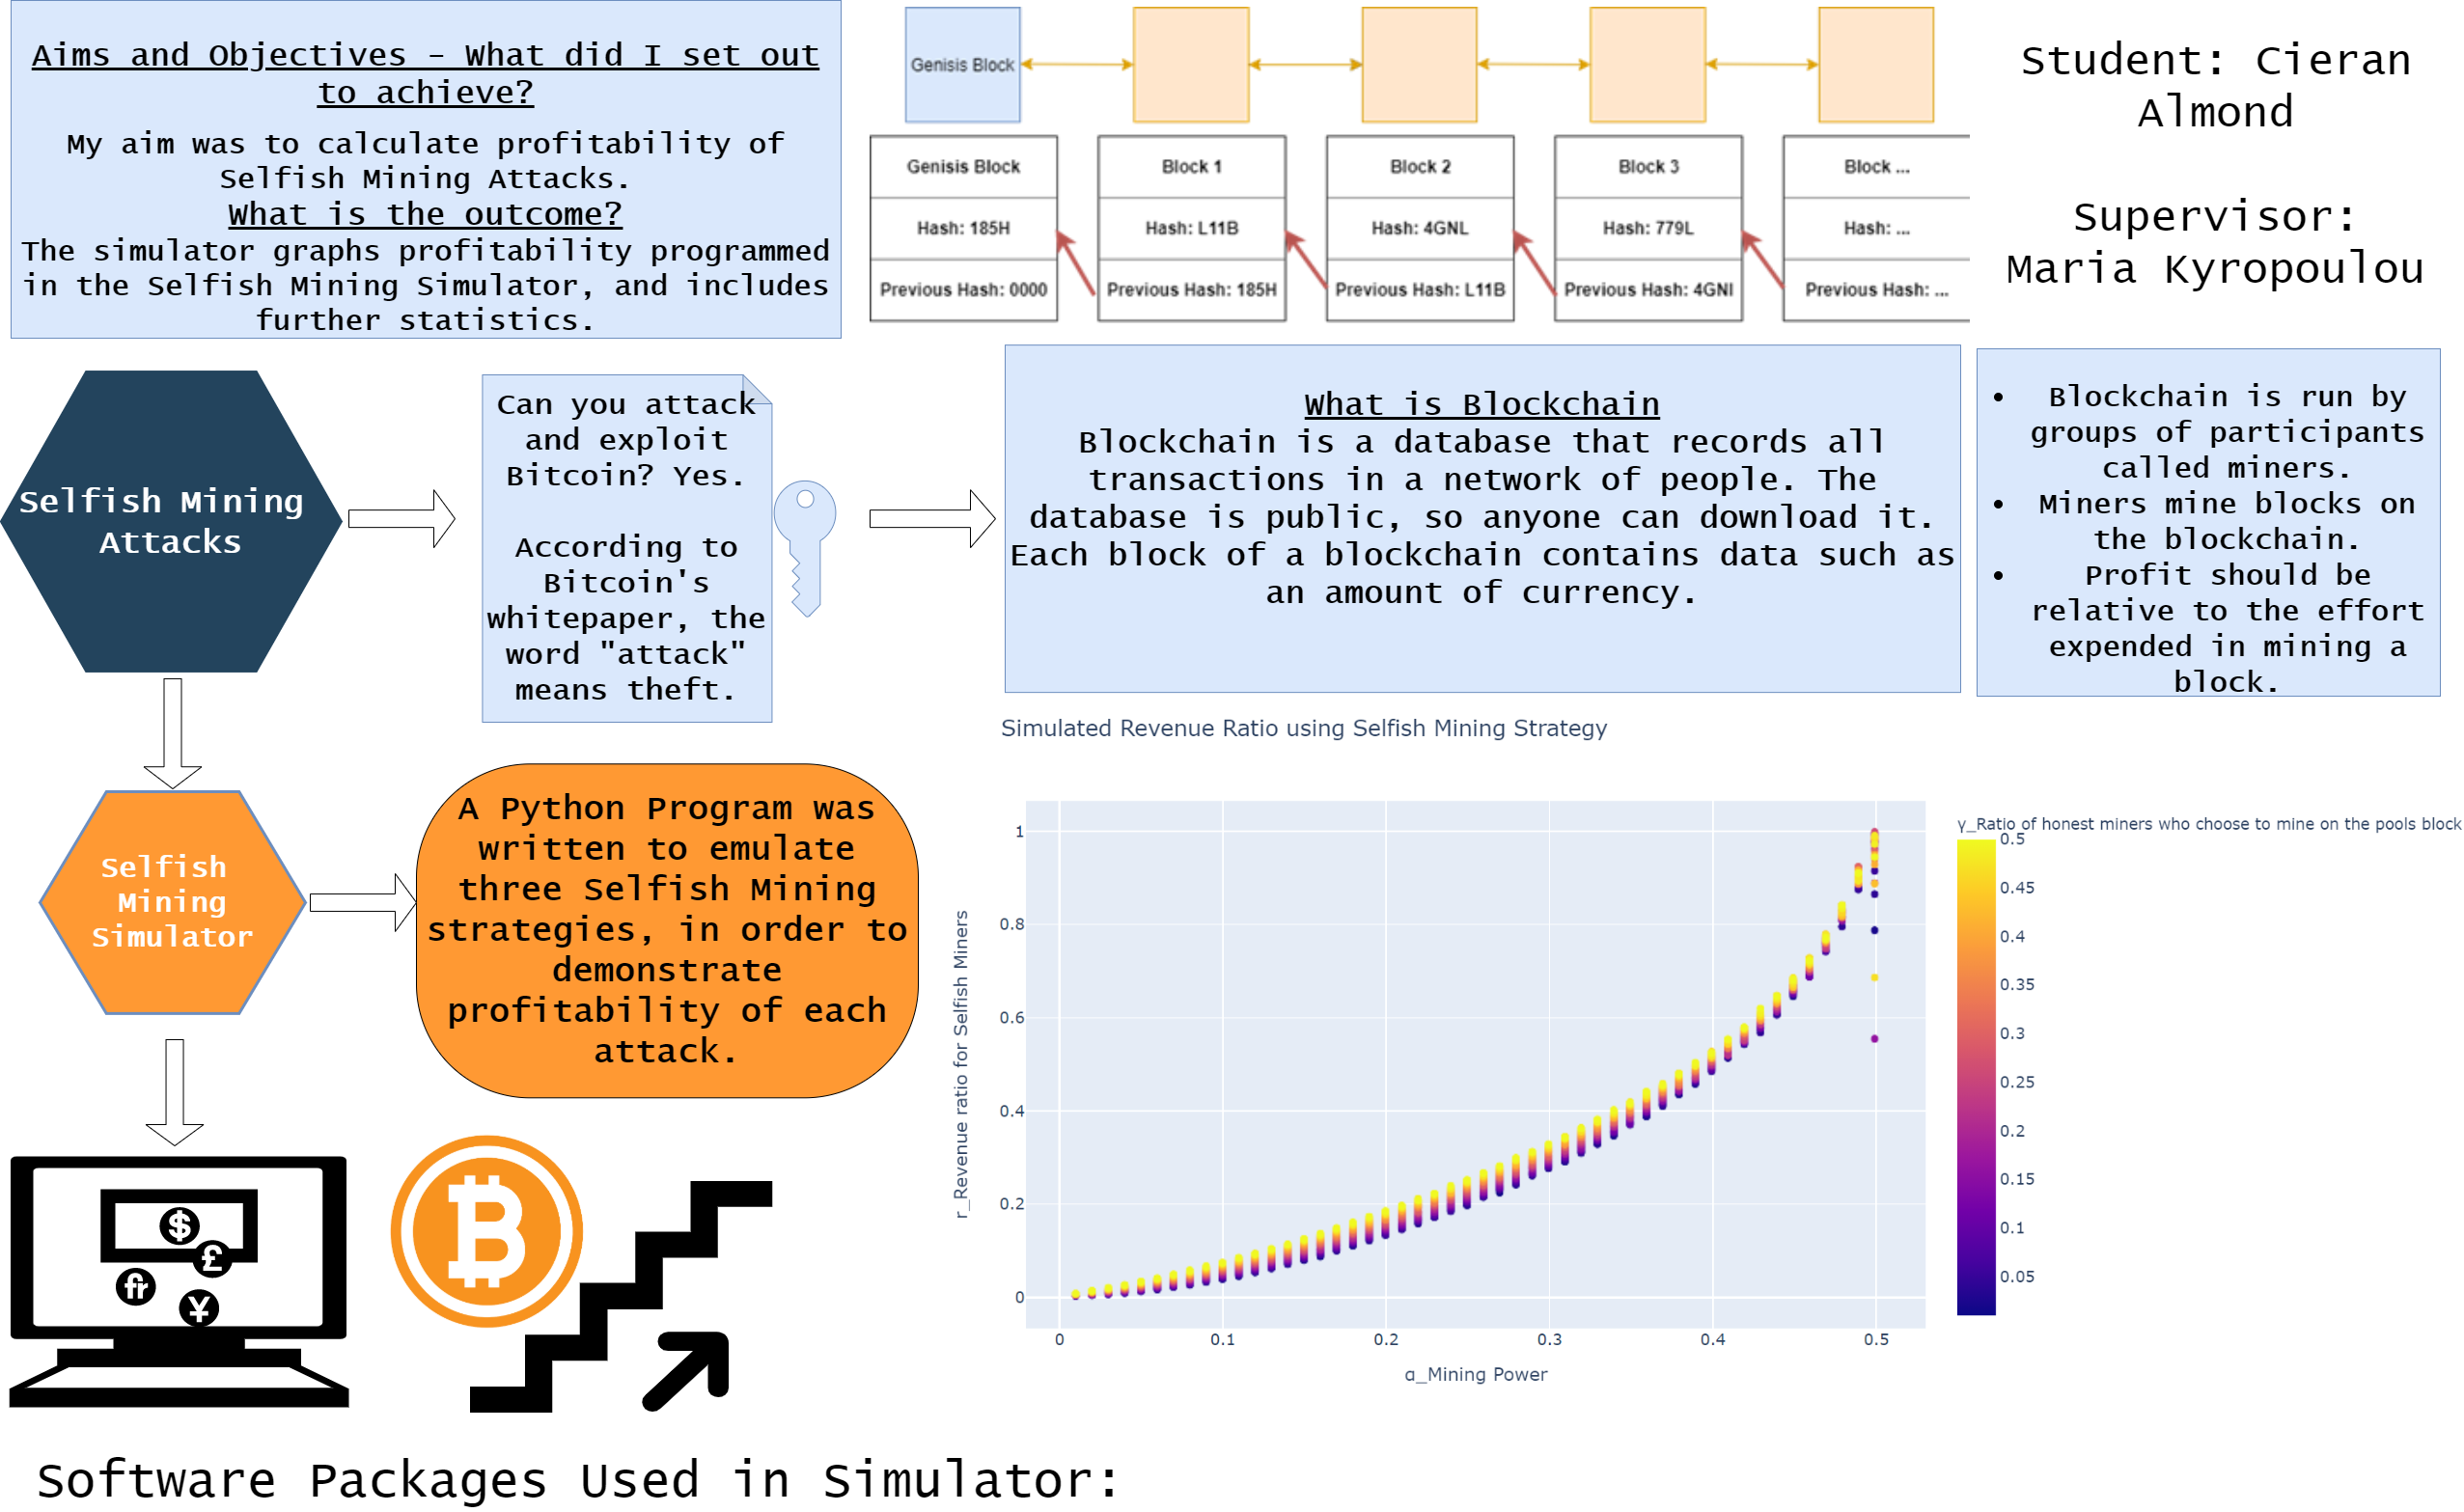 Aims and Objectives - What did I set out
to achieve?
My aim was to calculate profitability of
Selfish Mining Attacks.
What is the outcome?
The simulator graphs profitability programmed
in the Selfish Mining Simulator, and includes
further statistics.
Genisis Block
Genisis Block
Hash: 185H
Previous Hash: 0000
Block 1
Hash: L11B
Previous Hash: 185H
Block 2
Hash: 4GNL
Previous Hash: L11B
Block 3
Hash: 779L
Previous Hash: 4GNl
Block ...
Hash: ...
Previous Hash: ...
Student: Cieran
Almond
Supervisor:
Maria Kyropoulou
Selfish Mining
Attacks
Can you attack
and exploit
Bitcoin? Yes.
According to
Bitcoin's
whitepaper, the
word "attack"
means theft.
What is Blockchain
Blockchain is a database that records all
transactions in a network of people. The
database is public, so anyone can download it.
Each block of a blockchain contains data such as
an amount of currency.
• Blockchain is run by
groups of participants
called miners.
• Miners mine blocks on
the blockchain.
• Profit should be
relative to the effort
expended in mining a
block.
Selfish
Mining
Simulator
A Python Program was
written to emulate
three Selfish Mining
strategies, in order to
demonstrate
profitability of each
attack.
Simulated Revenue Ratio using Selfish Mining Strategy
r_Revenue ratio for Selfish Miners
1
0.8
0.6
0.4
0.2
0
0
0.1
0.2
0.3
0.4
0.5
α_Mining Power
γ_Ratio of honest miners who choose to mine on the pools block
0.5
0.45
0.4
0.35
0.3
0.25
0.2
0.15
0.1
0.05
$
£
fr
¥
₿
Software Packages Used in Simulator: